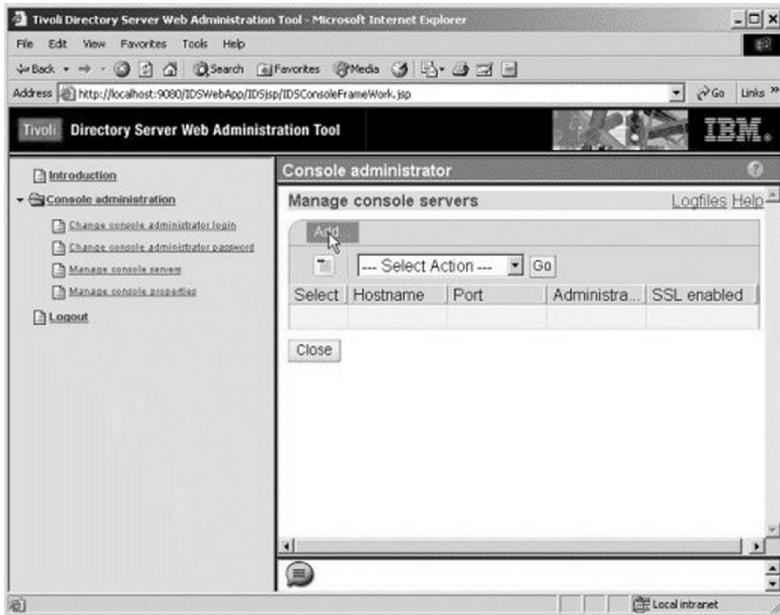 Tivoli Directory Server Web Administration Tool - Microsoft Internet Explorer
File Edit View Favorites Tools Help
Back Search Favorites Media
Address http://localhost:9080/IDSWebApp/IDSjsp/IDSConsoleFrameWork.jsp Go Links »
Tivoli Directory Server Web Administration Tool IBM.
Introduction
Console administration
Change console administrator login
Change console administrator password
Manage console servers
Manage console properties
Logout
Console administrator ?
Manage console servers Logfiles Help
Add
--- Select Action --- Go
Select Hostname Port Administra... SSL enabled
Close
Local intranet